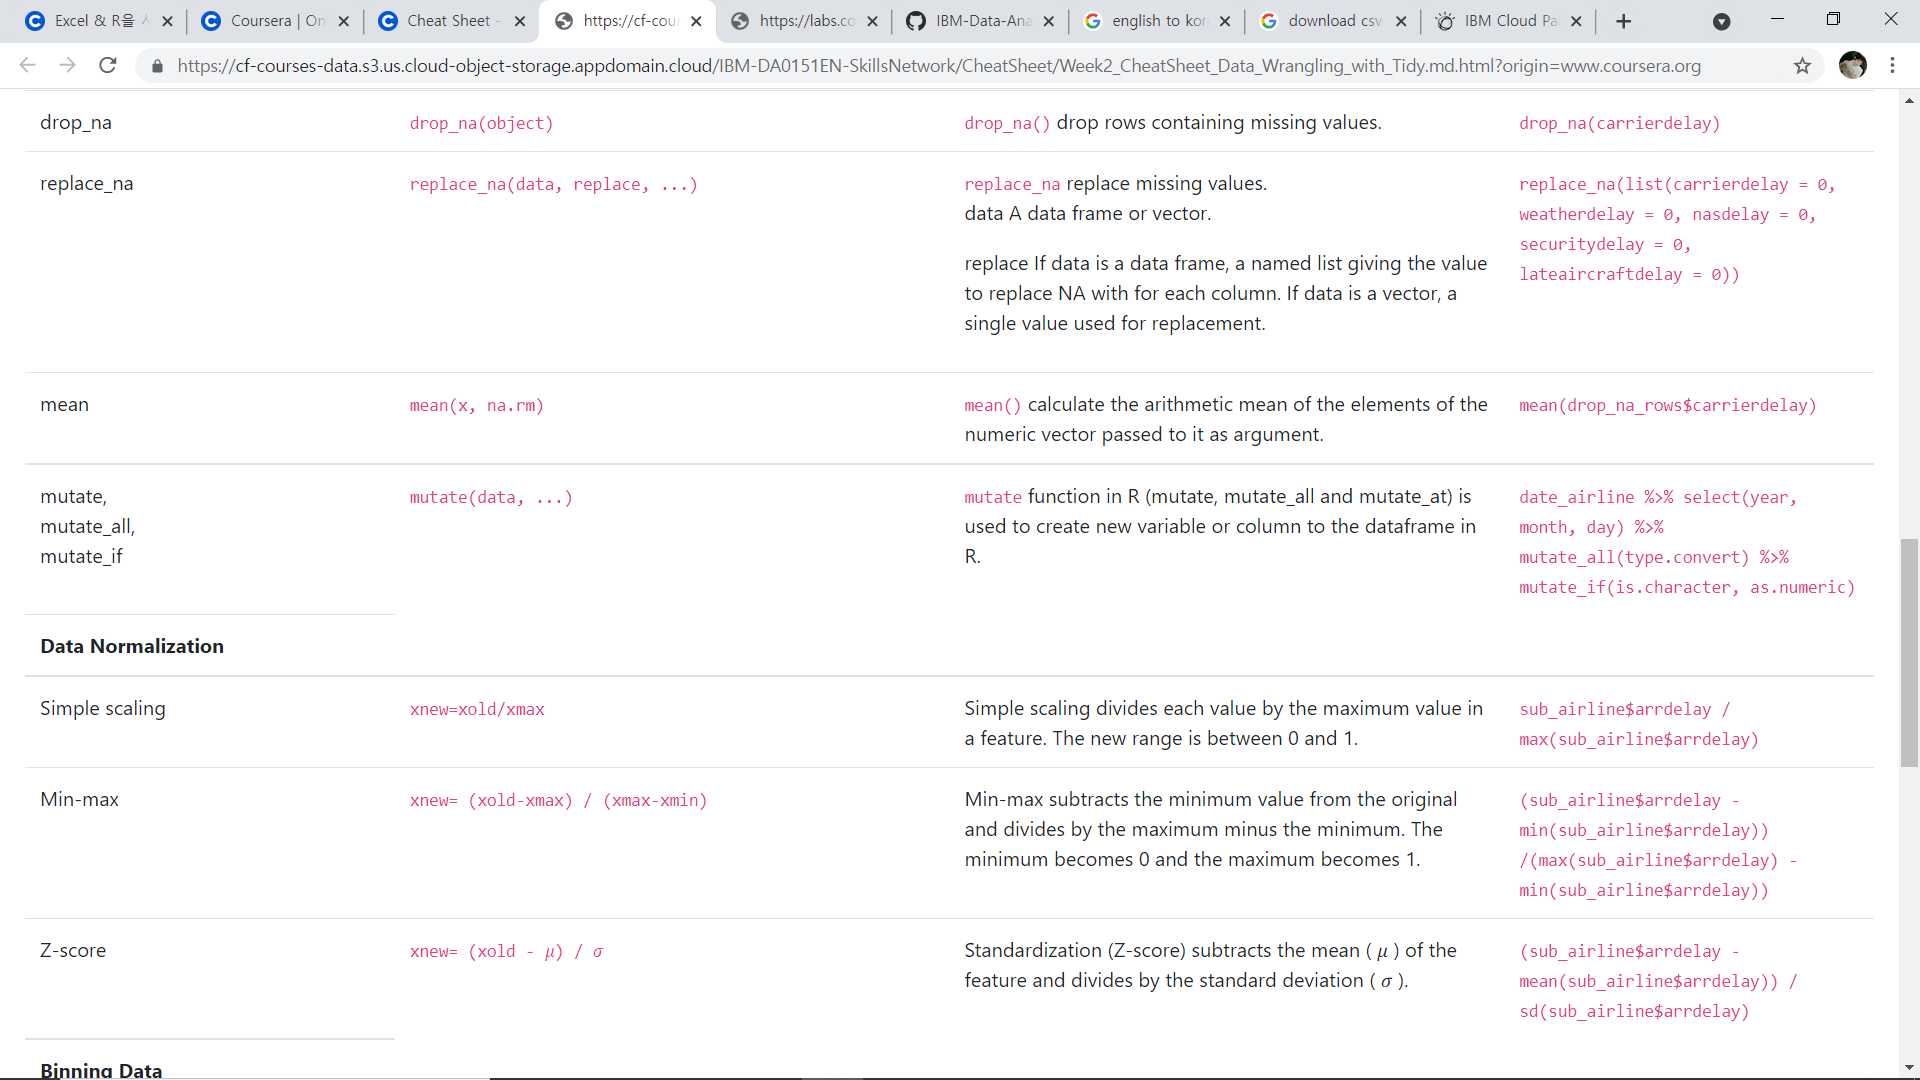 Excel & R을
Coursera | On
Cheat Sheet -
https://cf-cou
https://labs.co
IBM-Data-Ana
english to kor
download csv
IBM Cloud Pa
https://cf-courses-data.s3.us.cloud-object-storage.appdomain.cloud/IBM-DA0151EN-SkillsNetwork/CheatSheet/Week2_CheatSheet_Data_Wrangling_with_Tidy.md.html?origin=www.coursera.org
drop_na
drop_na(object)
drop_na() drop rows containing missing values.
drop_na(carrierdelay)
replace_na
replace_na(data, replace, ...)
replace_na replace missing values.
data A data frame or vector.
replace If data is a data frame, a named list giving the value
to replace NA with for each column. If data is a vector, a
single value used for replacement.
replace_na(list(carrierdelay = 0,
weatherdelay = 0, nasdelay = 0,
securitydelay = 0,
lateaircraftdelay = 0))
mean
mean(x, na.rm)
mean() calculate the arithmetic mean of the elements of the
numeric vector passed to it as argument.
mean(drop_na_rows$carrierdelay)
mutate,
mutate_all,
mutate_if
mutate(data, ...)
mutate function in R (mutate, mutate_all and mutate_at) is
used to create new variable or column to the dataframe in
R.
date_airline %>% select(year,
month, day) %>%
mutate_all(type.convert) %>%
mutate_if(is.character, as.numeric)
Data Normalization
Simple scaling
xnew=xold/xmax
Simple scaling divides each value by the maximum value in
a feature. The new range is between 0 and 1.
sub_airline$arrdelay /
max(sub_airline$arrdelay)
Min-max
xnew= (xold-xmax) / (xmax-xmin)
Min-max subtracts the minimum value from the original
and divides by the maximum minus the minimum. The
minimum becomes 0 and the maximum becomes 1.
(sub_airline$arrdelay -
min(sub_airline$arrdelay))
/(max(sub_airline$arrdelay) -
min(sub_airline$arrdelay))
Z-score
xnew= (xold - μ) / σ
Standardization (Z-score) subtracts the mean ( μ ) of the
feature and divides by the standard deviation ( σ ).
(sub_airline$arrdelay -
mean(sub_airline$arrdelay)) /
sd(sub_airline$arrdelay)
Binning Data